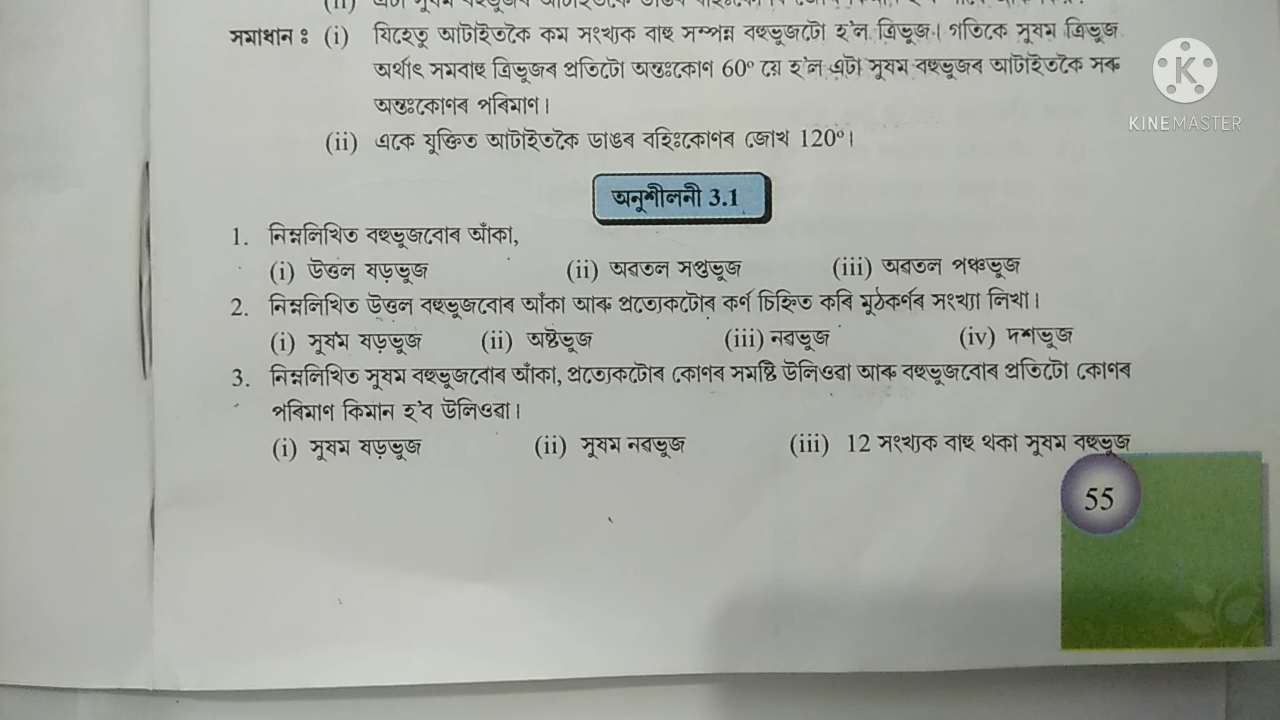 সমাধান ঃ (i) যিহেতু আটাইতকৈ কম সংখ্যক বাহু সম্পন্ন বহুভূজটো হ'ল ত্ৰিভূজ। গতিকে সুষম ত্ৰিভূজ
অৰ্থাৎ সমবাহু ত্ৰিভূজৰ প্ৰতিটো অন্তঃকোণ 60° য়ে হ'ল এটা সুষম বহুভূজৰ আটাইতকৈ সৰু
অন্তঃকোণৰ পৰিমাণ।
(ii) একে যুক্তিত আটাইতকৈ ডাঙৰ বহিঃকোণৰ জোখ 120°।
KINEMASTER
অনুশীলনী 3.1
1. নিম্নলিখিত বহুভূজবোৰ আঁকা,
(i) উত্তল ষড়ভূজ (ii) অৱতল সপ্তভূজ (iii) অৱতল পঞ্চভূজ
2. নিম্নলিখিত উত্তল বহুভূজবোৰ আঁকা আৰু প্ৰত্যেকটোৰ কৰ্ণ চিহ্নিত কৰি মুঠকৰ্ণৰ সংখ্যা লিখা।
(i) সুষম ষড়ভূজ (ii) অষ্টভূজ (iii) নৱভূজ (iv) দশভূজ
3. নিম্নলিখিত সুষম বহুভূজবোৰ আঁকা, প্ৰত্যেকটোৰ কোণৰ সমষ্টি উলিওৱা আৰু বহুভূজবোৰ প্ৰতিটো কোণৰ
পৰিমাণ কিমান হ'ব উলিওৱা।
(i) সুষম ষড়ভূজ (ii) সুষম নৱভূজ (iii) 12 সংখ্যক বাহু থকা সুষম বহুভূজ
55